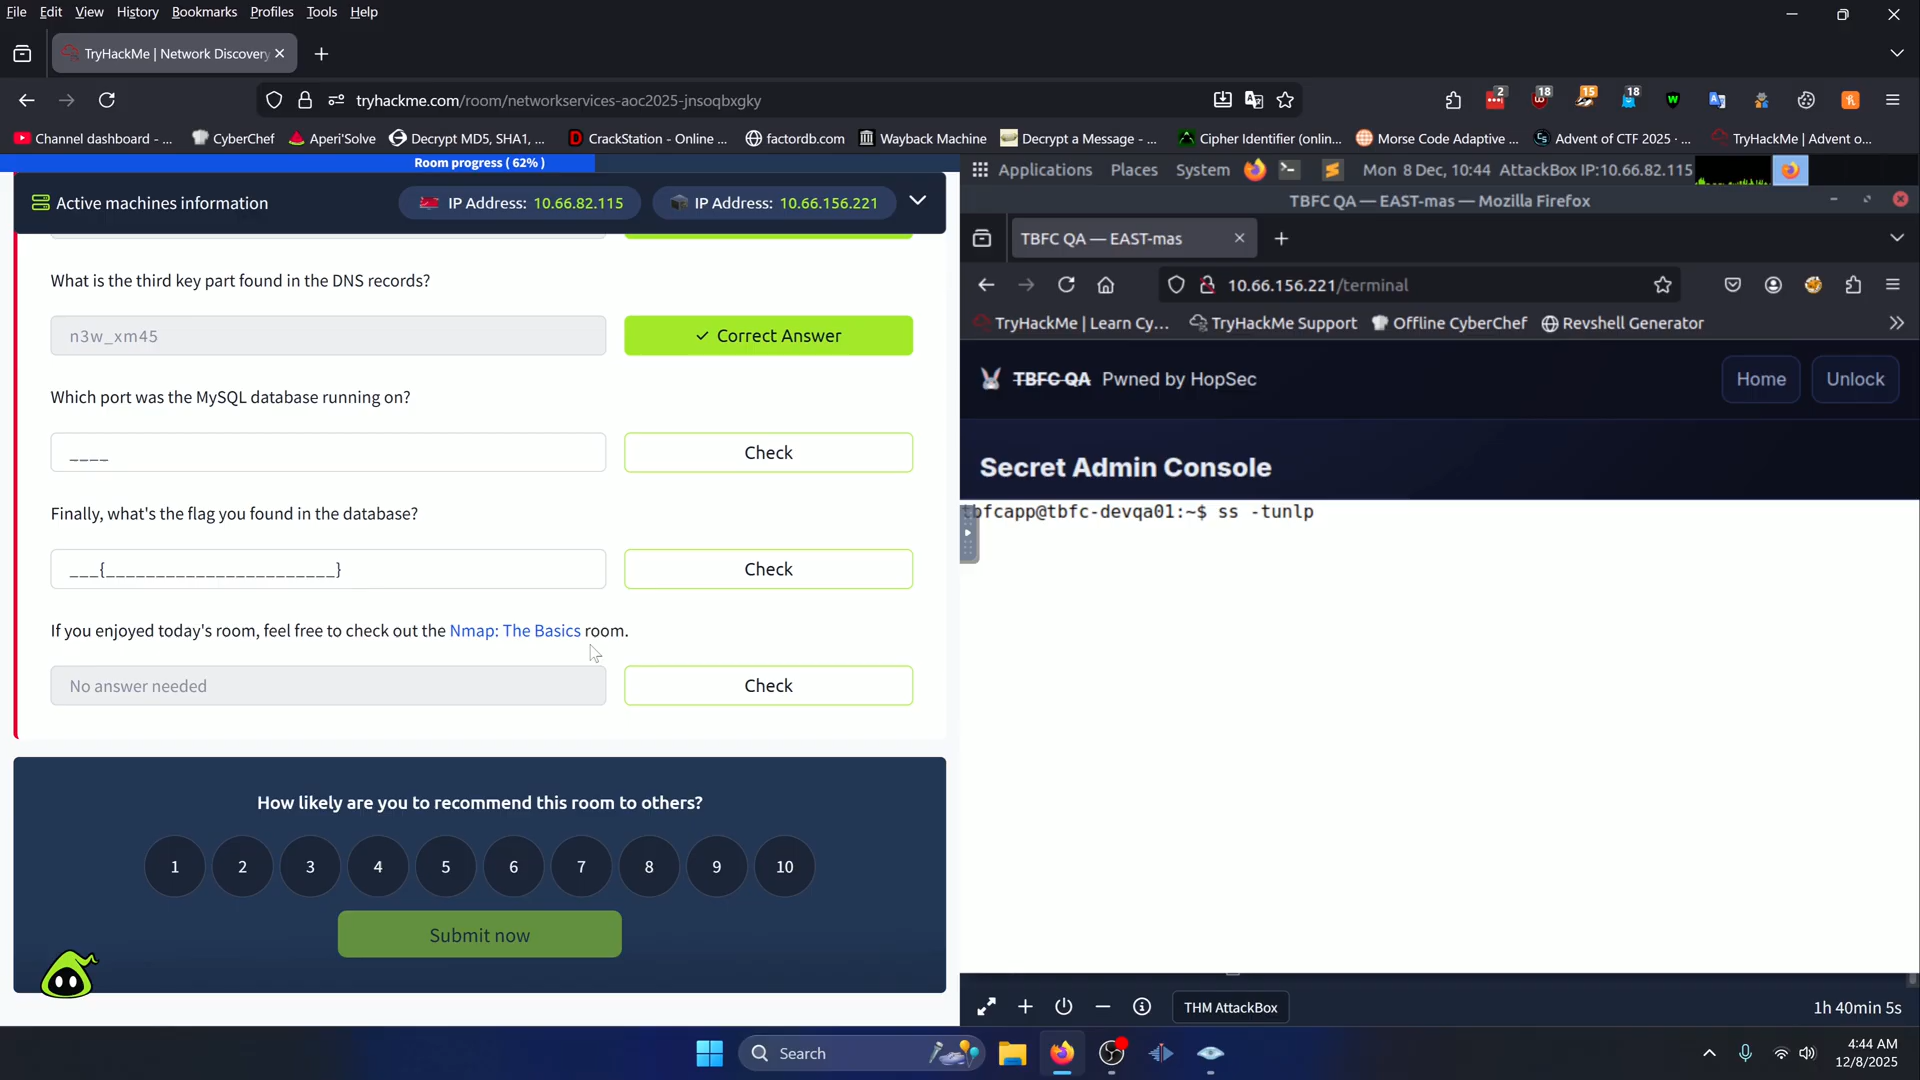 File Edit View History Bookmarks Profiles Tools Help
TryHackMe | Network Discovery
tryhackme.com/room/networkservices-aoc2025-jnsoqbxgky
2 18 15 18
Channel dashboard - ... CyberChef Aperi'Solve Decrypt MD5, SHA1, ... CrackStation - Online ... factordb.com Wayback Machine Decrypt a Message - ... Cipher Identifier (onlin... Morse Code Adaptive ... Advent of CTF 2025 · ... TryHackMe | Advent o...
Room progress ( 62% )
Active machines information
IP Address: 10.66.82.115
IP Address: 10.66.156.221
What is the third key part found in the DNS records?
n3w_xm45
✓ Correct Answer
Which port was the MySQL database running on?
____
Check
Finally, what's the flag you found in the database?
___{_______________________}
Check
If you enjoyed today's room, feel free to check out the Nmap: The Basics room.
No answer needed
Check
How likely are you to recommend this room to others?
1 2 3 4 5 6 7 8 9 10
Submit now
Applications Places System Mon 8 Dec, 10:44 AttackBox IP:10.66.82.115
TBFC QA — EAST-mas — Mozilla Firefox
TBFC QA — EAST-mas
10.66.156.221/terminal
TryHackMe | Learn Cy... TryHackMe Support Offline CyberChef Revshell Generator
TBFC QA Pwned by HopSec
Home Unlock
Secret Admin Console
tbfcapp@tbfc-devqa01:~$ ss -tunlp
THM AttackBox
1h 40min 5s
Search
4:44 AM
12/8/2025